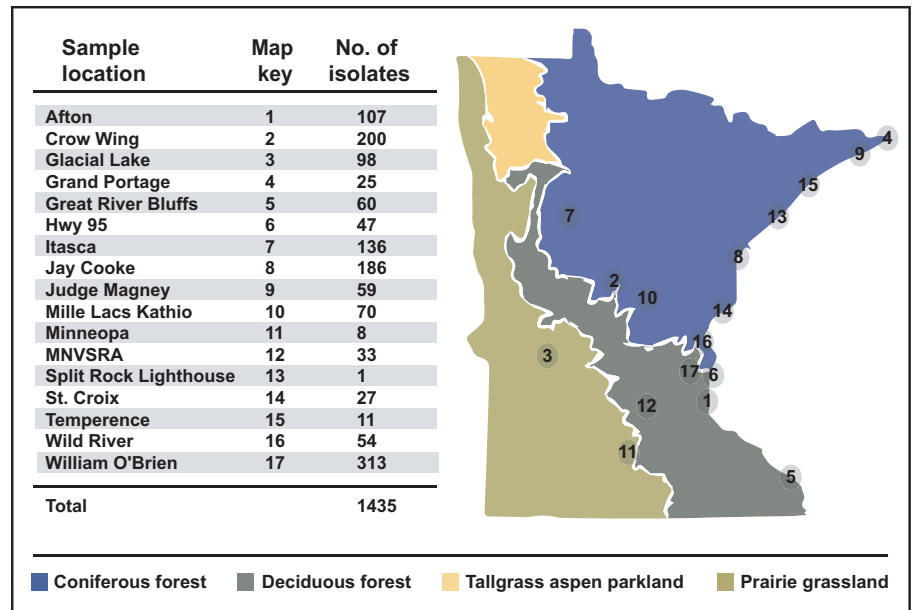 Sample location Map key No. of isolates
Afton 1 107
Crow Wing 2 200
Glacial Lake 3 98
Grand Portage 4 25
Great River Bluffs 5 60
Hwy 95 6 47
Itasca 7 136
Jay Cooke 8 186
Judge Magney 9 59
Mille Lacs Kathio 10 70
Minneopa 11 8
MNVSRA 12 33
Split Rock Lighthouse 13 1
St. Croix 14 27
Temperence 15 11
Wild River 16 54
William O'Brien 17 313
Total 1435
4
9
15
7
13
8
2
10
14
16
3
17
6
12
1
11
5
Coniferous forest Deciduous forest Tallgrass aspen parkland Prairie grassland